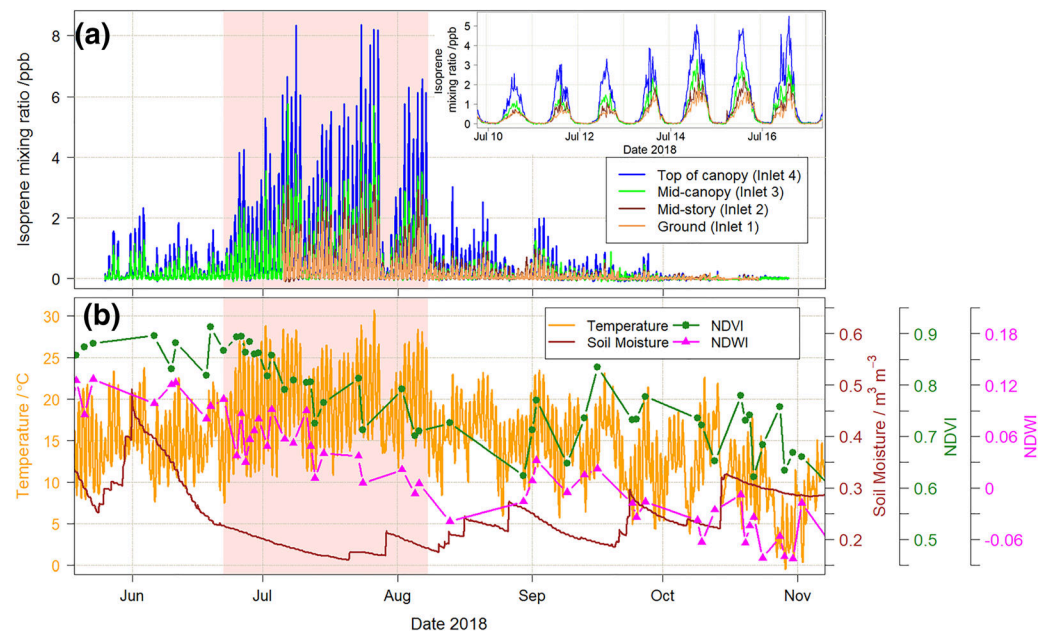 (a)
Isoprene mixing ratio /ppb
8
6
4
2
0
Isoprene
mixing ratio /ppb
5
4
3
2
1
0
Jul 10
Jul 12
Jul 14
Jul 16
Date 2018
Top of canopy (Inlet 4)
Mid-canopy (Inlet 3)
Mid-story (Inlet 2)
Ground (Inlet 1)
(b)
Temperature / °C
30
25
20
15
10
5
0
Temperature
NDVI
Soil Moisture
NDWI
0.6
0.5
0.4
0.3
0.2
Soil Moisture / m³ m⁻³
0.9
0.8
0.7
0.6
0.5
NDVI
0.18
0.12
0.06
0
-0.06
NDWI
Jun
Jul
Aug
Sep
Oct
Nov
Date 2018